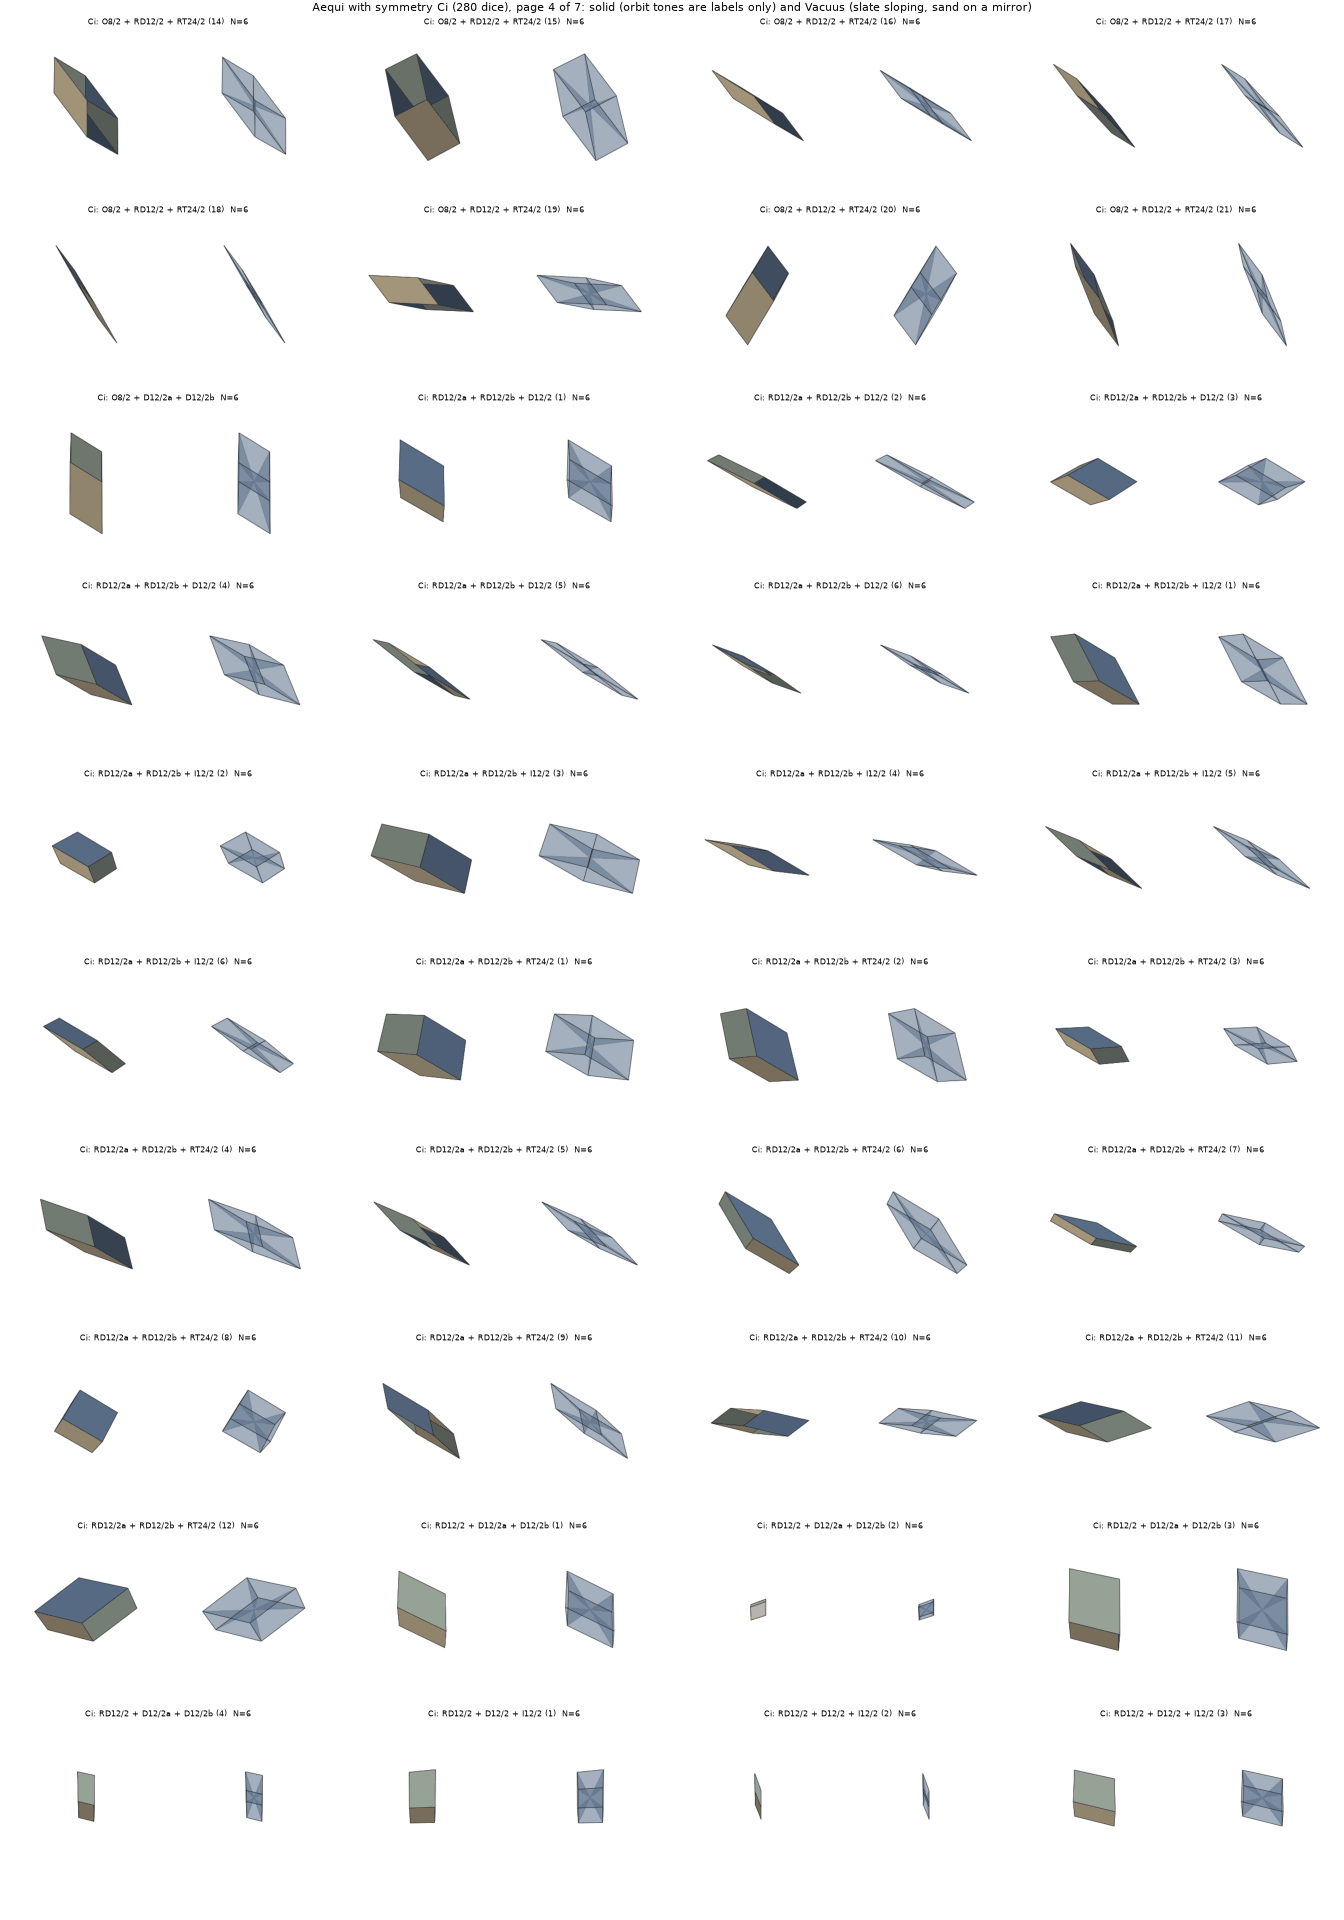 Aequi with symmetry Ci (280 dice), page 4 of 7: solid (orbit tones are labels only) and Vacuus (slate sloping, sand on a mirror)
Ci: O8/2 + RD12/2 + RT24/2 (14)  N=6
Ci: O8/2 + RD12/2 + RT24/2 (15)  N=6
Ci: O8/2 + RD12/2 + RT24/2 (16)  N=6
Ci: O8/2 + RD12/2 + RT24/2 (17)  N=6
Ci: O8/2 + RD12/2 + RT24/2 (18)  N=6
Ci: O8/2 + RD12/2 + RT24/2 (19)  N=6
Ci: O8/2 + RD12/2 + RT24/2 (20)  N=6
Ci: O8/2 + RD12/2 + RT24/2 (21)  N=6
Ci: O8/2 + D12/2a + D12/2b  N=6
Ci: RD12/2a + RD12/2b + D12/2 (1)  N=6
Ci: RD12/2a + RD12/2b + D12/2 (2)  N=6
Ci: RD12/2a + RD12/2b + D12/2 (3)  N=6
Ci: RD12/2a + RD12/2b + D12/2 (4)  N=6
Ci: RD12/2a + RD12/2b + D12/2 (5)  N=6
Ci: RD12/2a + RD12/2b + D12/2 (6)  N=6
Ci: RD12/2a + RD12/2b + I12/2 (1)  N=6
Ci: RD12/2a + RD12/2b + I12/2 (2)  N=6
Ci: RD12/2a + RD12/2b + I12/2 (3)  N=6
Ci: RD12/2a + RD12/2b + I12/2 (4)  N=6
Ci: RD12/2a + RD12/2b + I12/2 (5)  N=6
Ci: RD12/2a + RD12/2b + I12/2 (6)  N=6
Ci: RD12/2a + RD12/2b + RT24/2 (1)  N=6
Ci: RD12/2a + RD12/2b + RT24/2 (2)  N=6
Ci: RD12/2a + RD12/2b + RT24/2 (3)  N=6
Ci: RD12/2a + RD12/2b + RT24/2 (4)  N=6
Ci: RD12/2a + RD12/2b + RT24/2 (5)  N=6
Ci: RD12/2a + RD12/2b + RT24/2 (6)  N=6
Ci: RD12/2a + RD12/2b + RT24/2 (7)  N=6
Ci: RD12/2a + RD12/2b + RT24/2 (8)  N=6
Ci: RD12/2a + RD12/2b + RT24/2 (9)  N=6
Ci: RD12/2a + RD12/2b + RT24/2 (10)  N=6
Ci: RD12/2a + RD12/2b + RT24/2 (11)  N=6
Ci: RD12/2a + RD12/2b + RT24/2 (12)  N=6
Ci: RD12/2 + D12/2a + D12/2b (1)  N=6
Ci: RD12/2 + D12/2a + D12/2b (2)  N=6
Ci: RD12/2 + D12/2a + D12/2b (3)  N=6
Ci: RD12/2 + D12/2a + D12/2b (4)  N=6
Ci: RD12/2 + D12/2 + I12/2 (1)  N=6
Ci: RD12/2 + D12/2 + I12/2 (2)  N=6
Ci: RD12/2 + D12/2 + I12/2 (3)  N=6